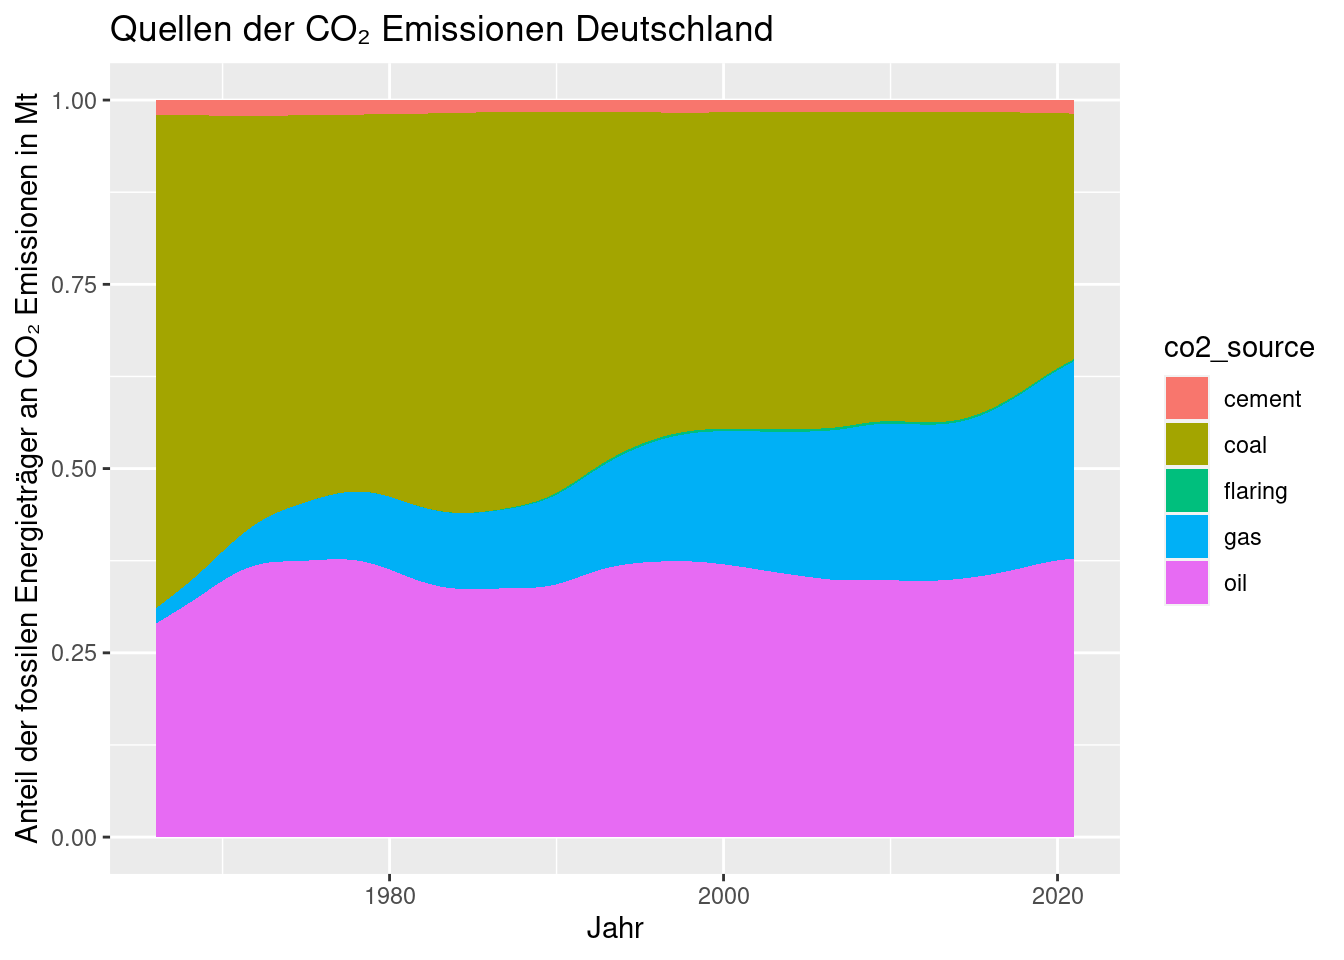 Quellen der CO₂ Emissionen Deutschland
Anteil der fossilen Energieträger an CO₂ Emissionen in Mt
1.00
0.75
0.50
0.25
0.00
1980
2000
2020
Jahr
co2_source
cement
coal
flaring
gas
oil